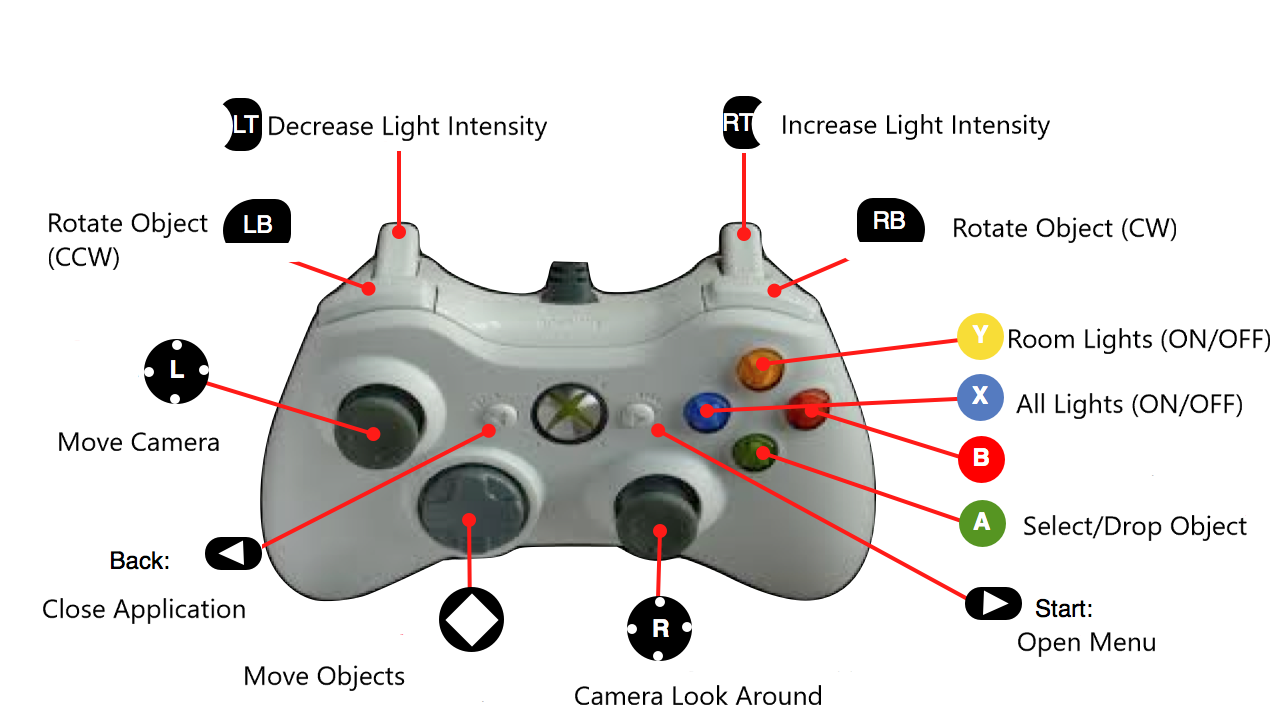 LT Decrease Light Intensity
RT Increase Light Intensity
Rotate Object
(CCW)
LB
RB
Rotate Object (CW)
Y Room Lights (ON/OFF)
X All Lights (ON/OFF)
L
Move Camera
B
A Select/Drop Object
Back:
Close Application
Start:
Open Menu
R
Move Objects
Camera Look Around